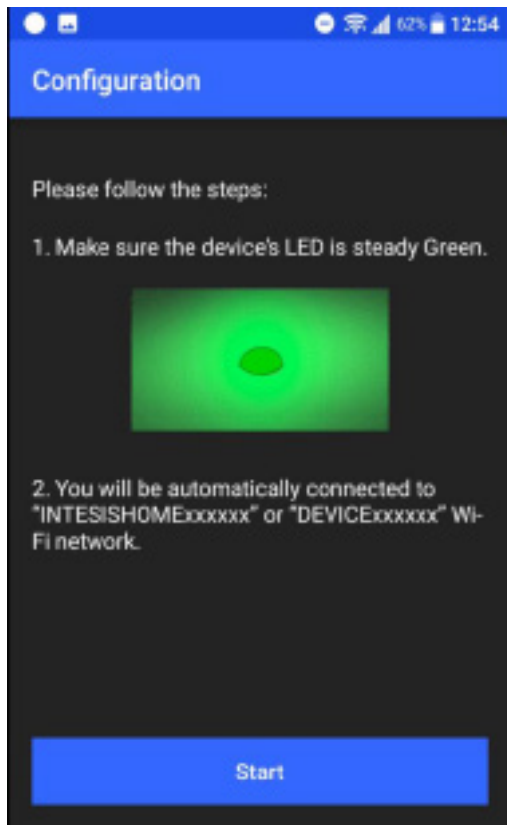 62% 12:54
Configuration
Please follow the steps:
1. Make sure the device's LED is steady Green.
2. You will be automatically connected to
"INTESISHOMExxxxxx" or "DEVICExxxxxx" Wi-
Fi network.
Start